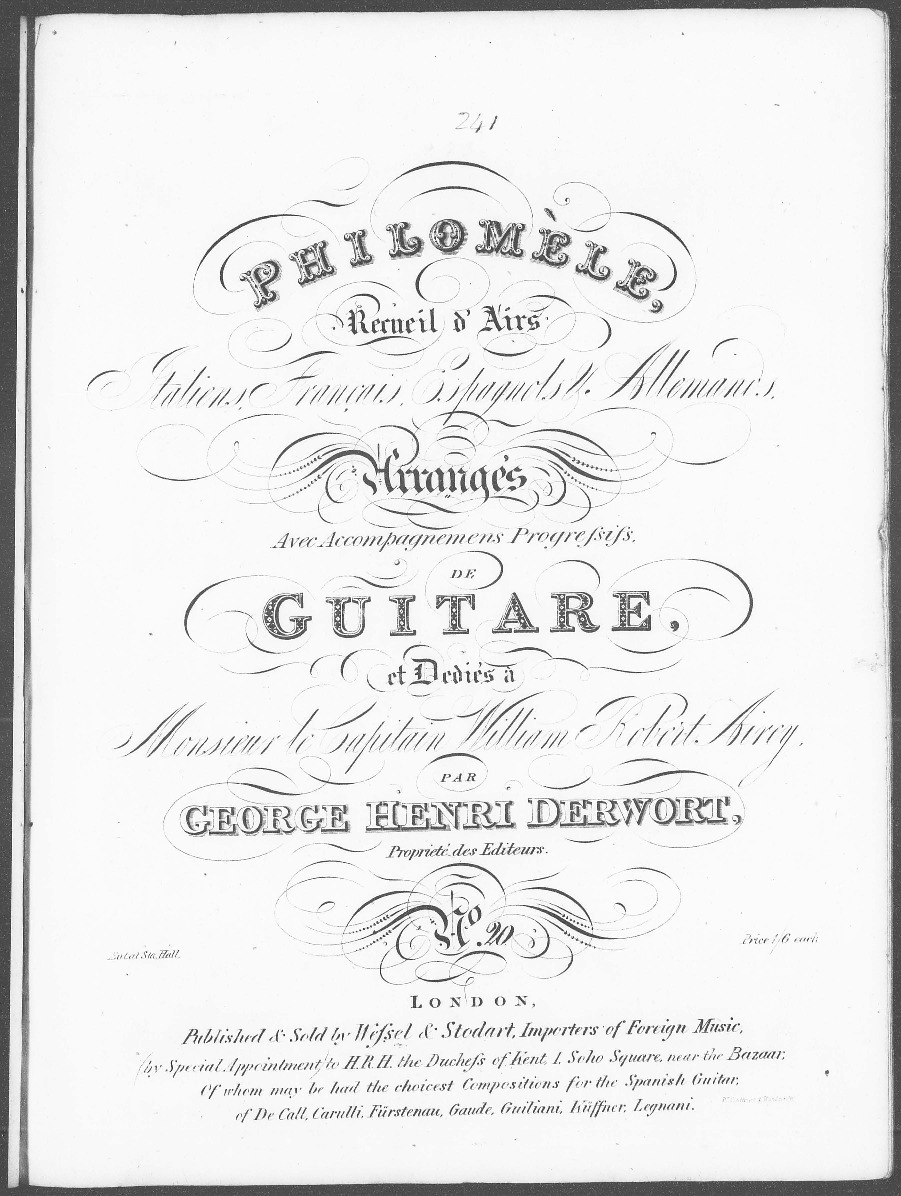 241
PHILOMÈLE,
Recueil d'Airs
Italiens, Français, Espagnols & Allemands,
Arrangés
Avec Accompagnemens Progreſsifs,
DE
GUITARE,
et Dediés à
Monsieur le Capitain William Robert Airey,
PAR
GEORGE HENRI DERWORT,
Proprieté des Editeurs.
No. 20
Price 1/6 each
Ent at Sta. Hall.
LONDON,
Published & Sold by Weſsel & Stodart, Importers of Foreign Music,
(by Special Appointment) to H.R.H. the Ducheſs of Kent, 1, Soho Square, near the Bazaar,
Of whom may be had the choicest Compositions for the Spanish Guitar,
of De Call, Carulli, Fürstenau, Gaude, Guiliani, Küffner, Legnani.